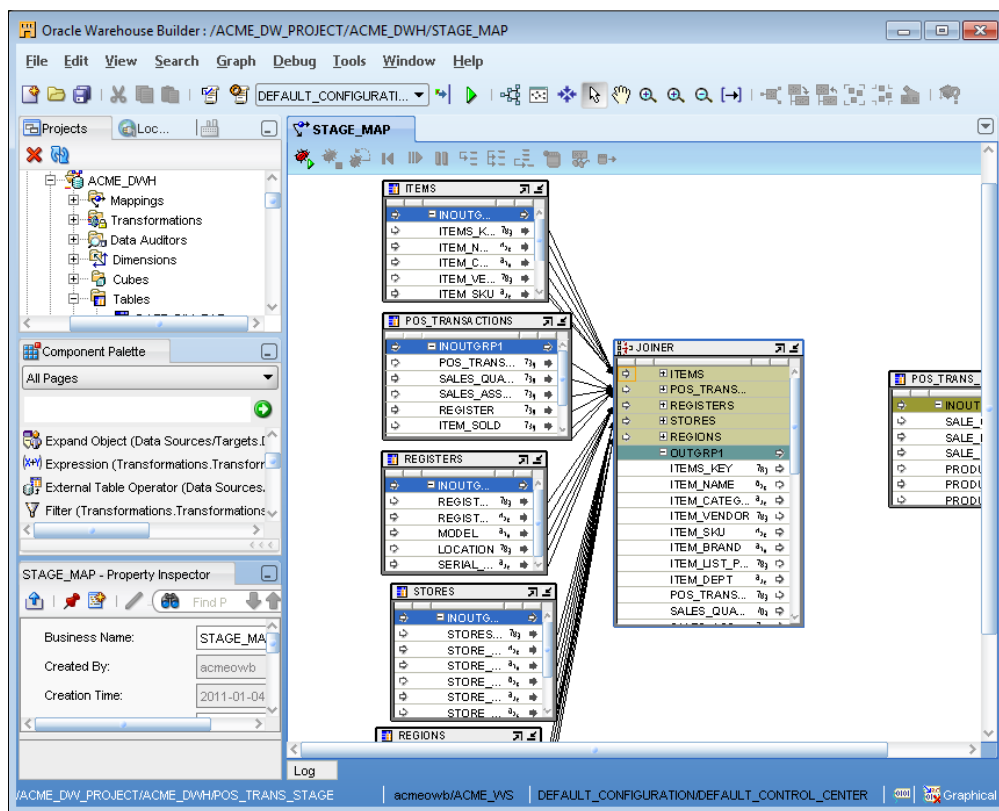 Oracle Warehouse Builder : /ACME_DW_PROJECT/ACME_DWH/STAGE_MAP
File Edit View Search Graph Debug Tools Window Help
DEFAULT_CONFIGURATI...
Projects Loc...
STAGE_MAP
ACME_DWH
Mappings
Transformations
Data Auditors
Dimensions
Cubes
Tables
Component Palette
All Pages
Expand Object (Data Sources/Targets.
Expression (Transformations.Transforr
External Table Operator (Data Sources.
Filter (Transformations.Transformations
STAGE_MAP - Property Inspector
Find P
Business Name: STAGE_MA
Created By: acmeowb
Creation Time: 2011-01-04
ITEMS
INOUTG...
ITEMS_K...
ITEM_N...
ITEM_C...
ITEM_VE...
ITEM SKU
POS_TRANSACTIONS
INOUTGRP1
POS_TRANS...
SALES_QUA...
SALES_ASS...
REGISTER
ITEM_SOLD
REGISTERS
INOUTG...
REGIST...
REGIST...
MODEL
LOCATION
SERIAL_...
STORES
INOUTG...
STORES...
STORE_...
STORE_...
STORE_...
STORE_...
STORE_...
REGIONS
JOINER
ITEMS
POS_TRANS...
REGISTERS
STORES
REGIONS
OUTGRP1
ITEMS_KEY
ITEM_NAME
ITEM_CATEG...
ITEM_VENDOR
ITEM_SKU
ITEM_BRAND
ITEM_LIST_P...
ITEM_DEPT
POS_TRANS...
SALES_QUA...
POS_TRANS_
INOUT
SALE_
SALE_
SALE_
PRODU
PRODU
PRODU
Log
/ACME_DW_PROJECT/ACME_DWH/POS_TRANS_STAGE acmeowb/ACME_WS DEFAULT_CONFIGURATION/DEFAULT_CONTROL_CENTER Graphical